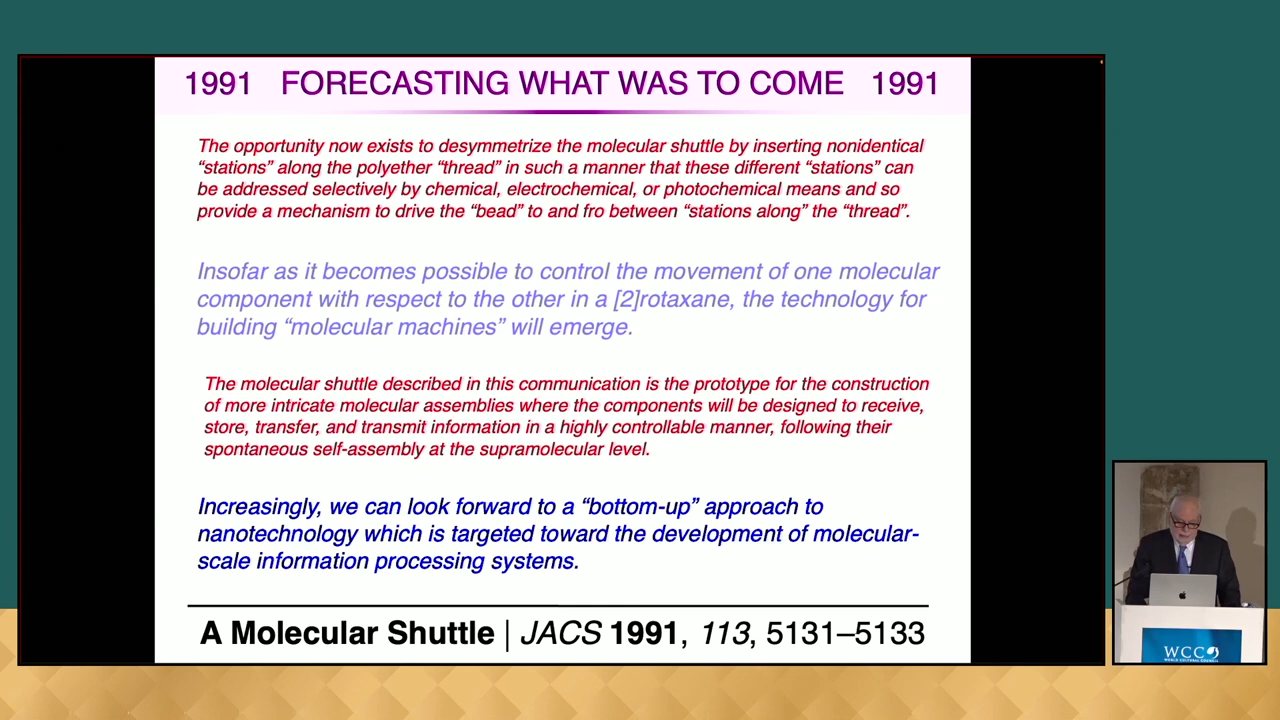 1991 FORECASTING WHAT WAS TO COME 1991
The opportunity now exists to desymmetrize the molecular shuttle by inserting nonidentical
“stations” along the polyether “thread” in such a manner that these different “stations” can
be addressed selectively by chemical, electrochemical, or photochemical means and so
provide a mechanism to drive the “bead” to and fro between “stations along” the “thread”.
Insofar as it becomes possible to control the movement of one molecular
component with respect to the other in a [2]rotaxane, the technology for
building “molecular machines” will emerge.
The molecular shuttle described in this communication is the prototype for the construction
of more intricate molecular assemblies where the components will be designed to receive,
store, transfer, and transmit information in a highly controllable manner, following their
spontaneous self-assembly at the supramolecular level.
Increasingly, we can look forward to a “bottom-up” approach to
nanotechnology which is targeted toward the development of molecular-
scale information processing systems.
A Molecular Shuttle | JACS 1991, 113, 5131–5133
WCC
WORLD CULTURAL COUNCIL